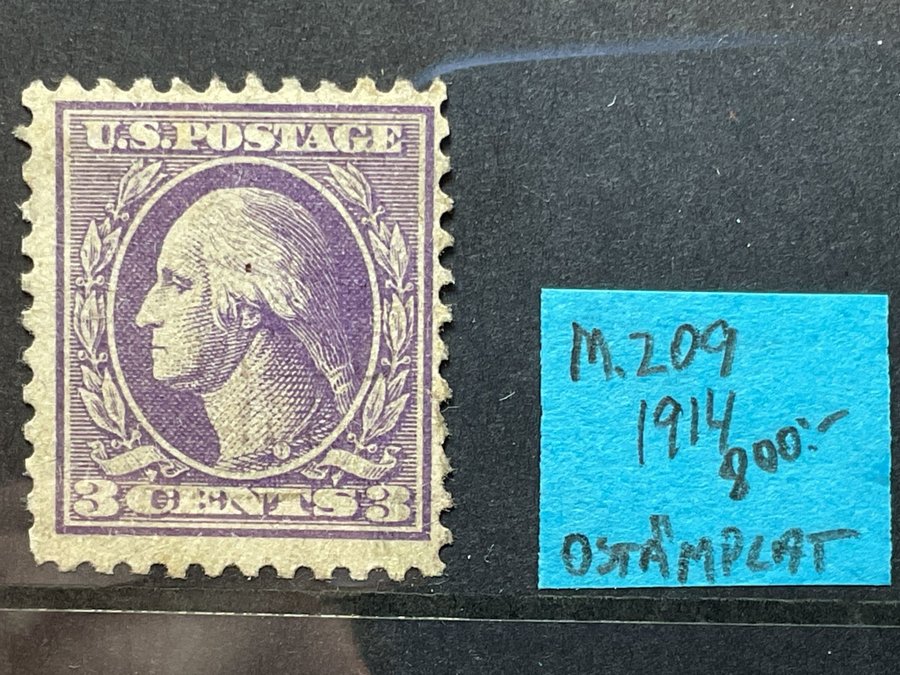 U.S. POSTAGE
3 CENTS 3
M.209
1914
800:-
OSTÄMPLAT